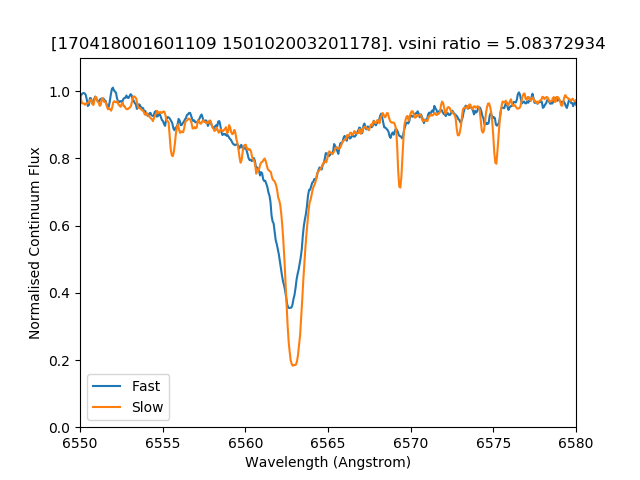 [170418001601109 150102003201178]. vsini ratio = 5.08372934
Normalised Continuum Flux
1.0
0.8
0.6
0.4
0.2
0.0
Fast
Slow
6550 6555 6560 6565 6570 6575 6580
Wavelength (Angstrom)